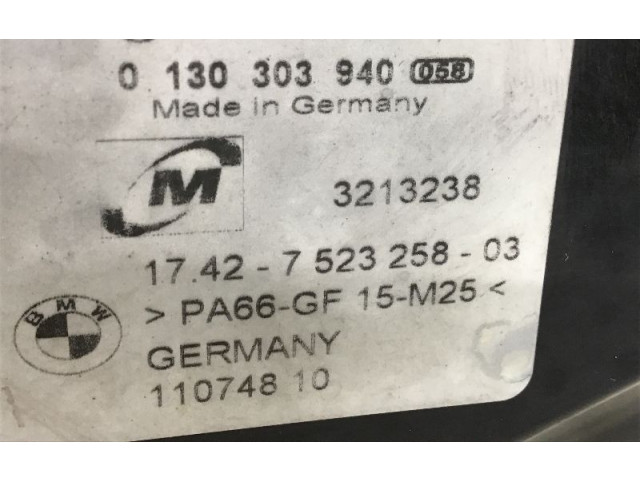 0 130 303 940 058
Made in Germany
M
3213238
17.42 - 7 523 258 - 03
BMW
> PA66-GF 15-M25 <
GERMANY
110748 10